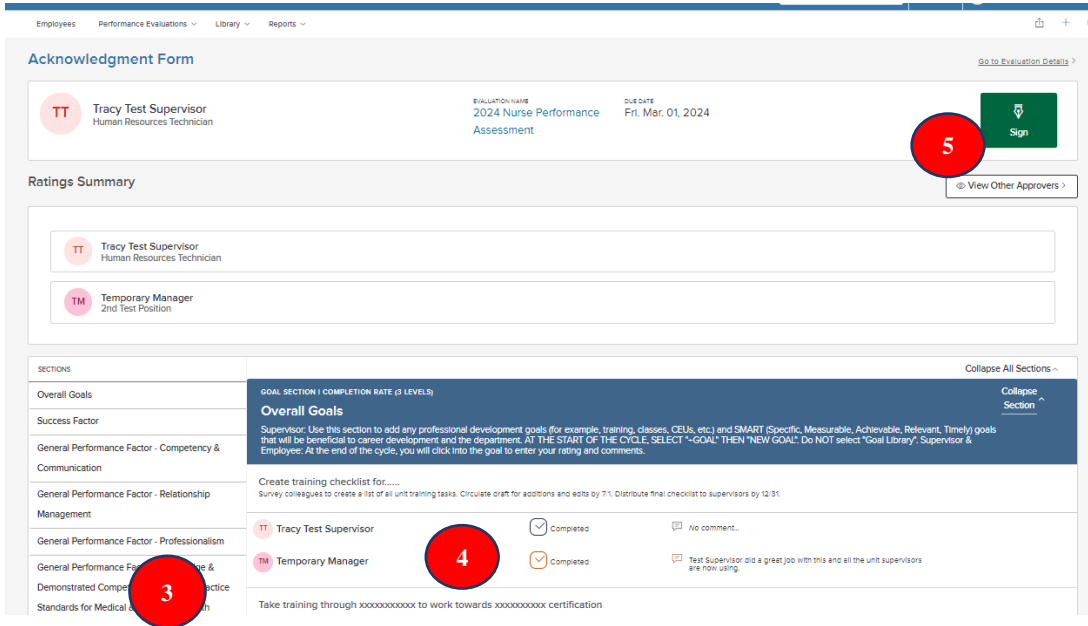 Employees Performance Evaluations Library Reports
Acknowledgment Form
Go to Evaluation Details >
TT
Tracy Test Supervisor
Human Resources Technician
EVALUATION NAME
2024 Nurse Performance
Assessment
DUE DATE
Fri. Mar. 01, 2024
Sign
5
Ratings Summary
View Other Approvers >
TT
Tracy Test Supervisor
Human Resources Technician
TM
Temporary Manager
2nd Test Position
SECTIONS
Collapse All Sections
Overall Goals
Success Factor
General Performance Factor - Competency &
Communication
General Performance Factor - Relationship
Management
General Performance Factor - Professionalism
General Performance &
Demonstrated
Standards for Medical
3
GOAL SECTION | COMPLETION RATE (3 LEVELS)
Collapse
Section
Overall Goals
Supervisor: Use this section to add any professional development goals (for example, training, classes, CEUs, etc.) and SMART (Specific, Measurable, Achievable, Relevant, Timely) goals
that will be beneficial to career development and the department. AT THE START OF THE CYCLE, SELECT "+GOAL" THEN "NEW GOAL". Do NOT select "Goal Library". Supervisor &
Employee: At the end of the cycle, you will click into the goal to enter your rating and comments.
Create training checklist for......
Survey colleagues to create a list of all unit training tasks. Circulate draft for additions and edits by 7/1. Distribute final checklist to supervisors by 12/31.
TT Tracy Test Supervisor Completed No comment...
TM Temporary Manager 4 Completed Test Supervisor did a great job with this and all the unit supervisors
are now using.
Take training through xxxxxxxxxxx to work towards xxxxxxxxxx certification